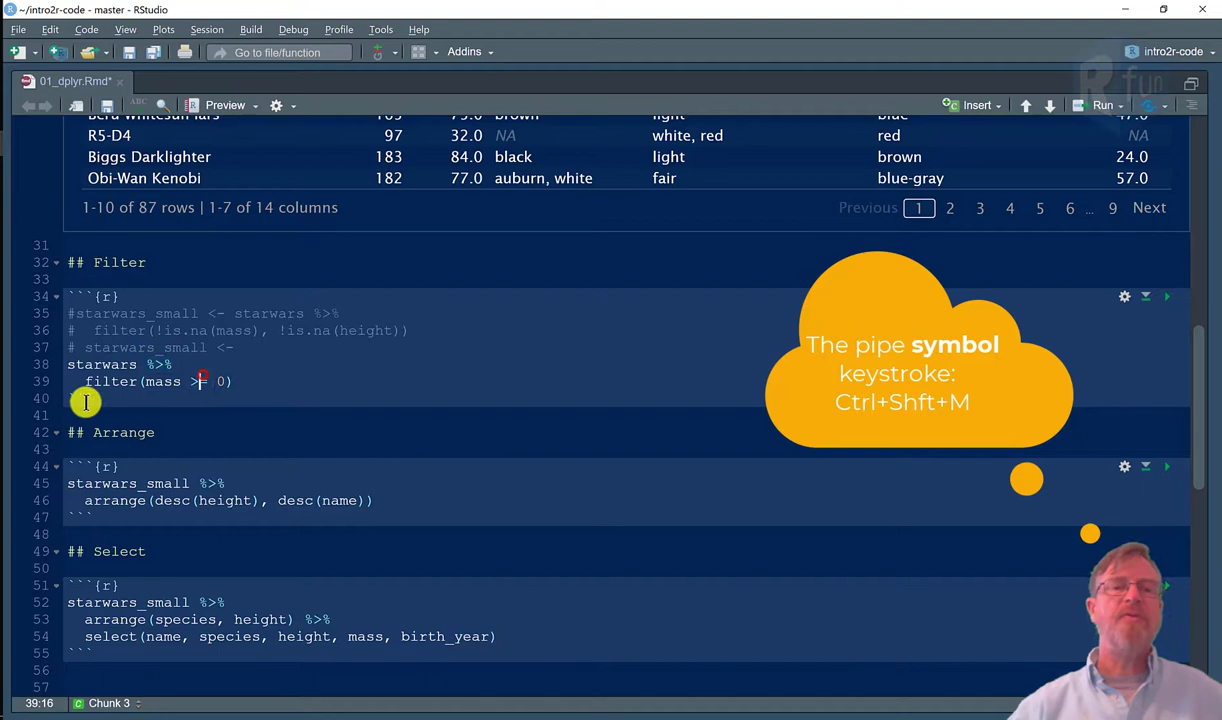 ~/intro2r-code - master - RStudio
File Edit Code View Plots Session Build Debug Profile Tools Help
Go to file/function Addins intro2r-code
R fun
01_dplyr.Rmd*
ABC Preview Insert Run
R5-D4 97 32.0 NA white, red red NA
Biggs Darklighter 183 84.0 black light brown 24.0
Obi-Wan Kenobi 182 77.0 auburn, white fair blue-gray 57.0
1-10 of 87 rows | 1-7 of 14 columns Previous 1 2 3 4 5 6 ... 9 Next
31
32 ## Filter
33
34 ```{r}
35 #starwars_small <- starwars %>%
36 #  filter(!is.na(mass), !is.na(height))
37 # starwars_small <-
38 starwars %>%
39   filter(mass >= 0)
40
41
42 ## Arrange
43
44 ```{r}
45 starwars_small %>%
46   arrange(desc(height), desc(name))
47 ```
48
49 ## Select
50
51 ```{r}
52 starwars_small %>%
53   arrange(species, height) %>%
54   select(name, species, height, mass, birth_year)
55 ```
56
57
The pipe symbol
keystroke:
Ctrl+Shft+M
39:16 Chunk 3